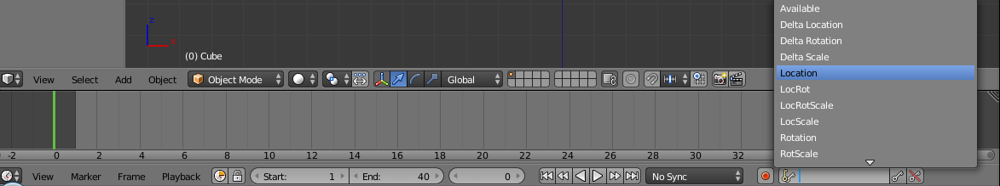 Available
Delta Location
Delta Rotation
Delta Scale
Location
LocRot
LocRotScale
LocScale
Rotation
RotScale
z
x
(0) Cube
View Select Add Object Object Mode Global
-2 0 2 4 6 8 10 12 14 16 18 20 22 24 26 28 30 32
View Marker Frame Playback Start: 1 End: 40 0 No Sync